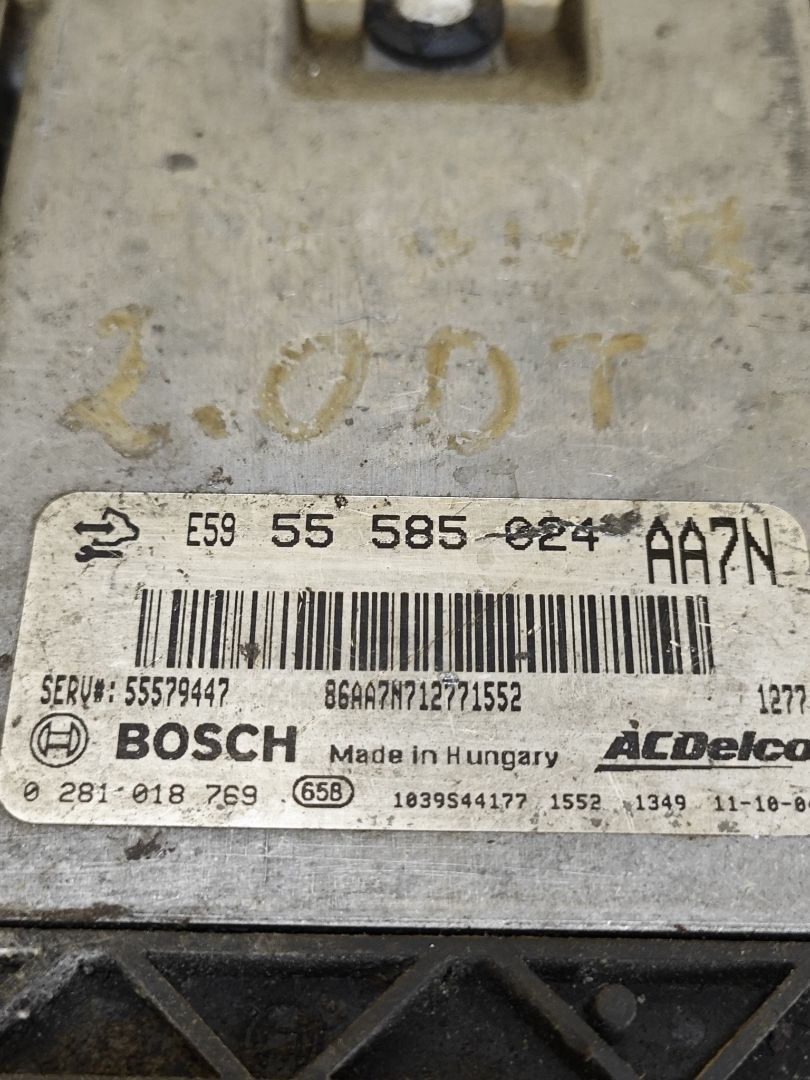 2.0DT
E59 55 585 024 AA7N
SERV#: 55579447 86AA7N712771552 1277
BOSCH Made in Hungary ACDelco
0 281 018 769 658 1039S44177 1552 1349 11-10-0